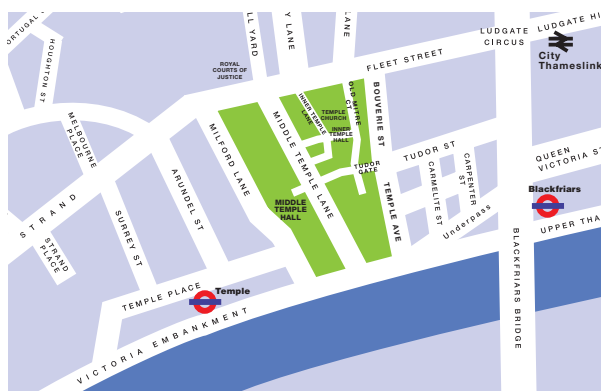 PORTUGAL
HOUGHTON ST
ROYAL
COURTS OF
JUSTICE
LL YARD
Y LANE
LANE
FLEET STREET
LUDGATE
CIRCUS
LUDGATE HI
City
Thameslink
MELBOURNE
PLACE
MILFORD LANE
MIDDLE TEMPLE LANE
INNER TEMPLE
LANE
TEMPLE
CHURCH
INNER
TEMPLE
HALL
OLD MITRE
CT
BOUVERIE ST
TUDOR ST
TUDOR
GATE
CARMELITE ST
CARPENTER
ST
QUEEN
VICTORIA ST
Blackfriars
STRAND
STRAND
PLACE
SURREY ST
ARUNDEL ST
MIDDLE
TEMPLE
HALL
TEMPLE AVE
Underpass
UPPER THA
BLACKFRIARS BRIDGE
TEMPLE PLACE
Temple
VICTORIA EMBANKMENT